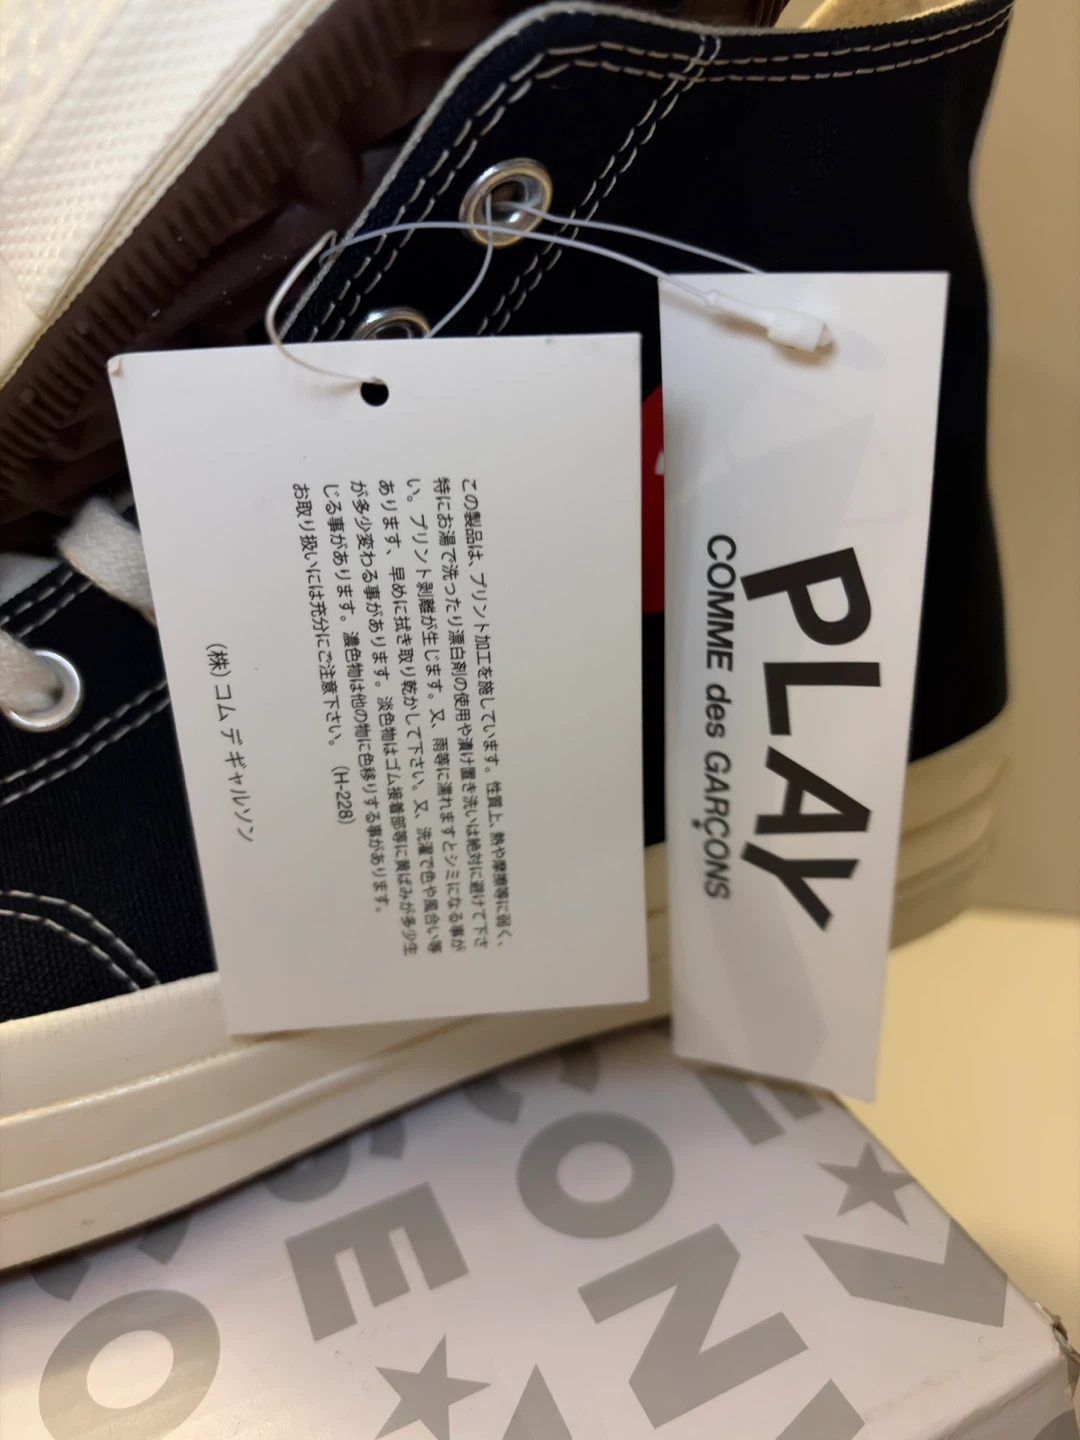 この製品は、プリント加工を施しています。性質上、熱や摩擦等に弱く、
特にお湯で洗ったり漂白剤の使用や漬け置き洗いは絶対に避けて下さ
い。プリント剥離が生じます。又、雨等に濡れますとシミになる事が
あります、早めに拭き取り乾かして下さい。又、洗濯で色や風合い等
が多少変わる事があります。淡色物はゴム接着部等に黄ばみが多少生
じる事があります。濃色物は他の物に色移りする事があります。
お取り扱いには充分にご注意下さい。 (H-228)
(株) コム デ ギャルソン
PLAY
COMME des GARÇONS
CON
SE
O